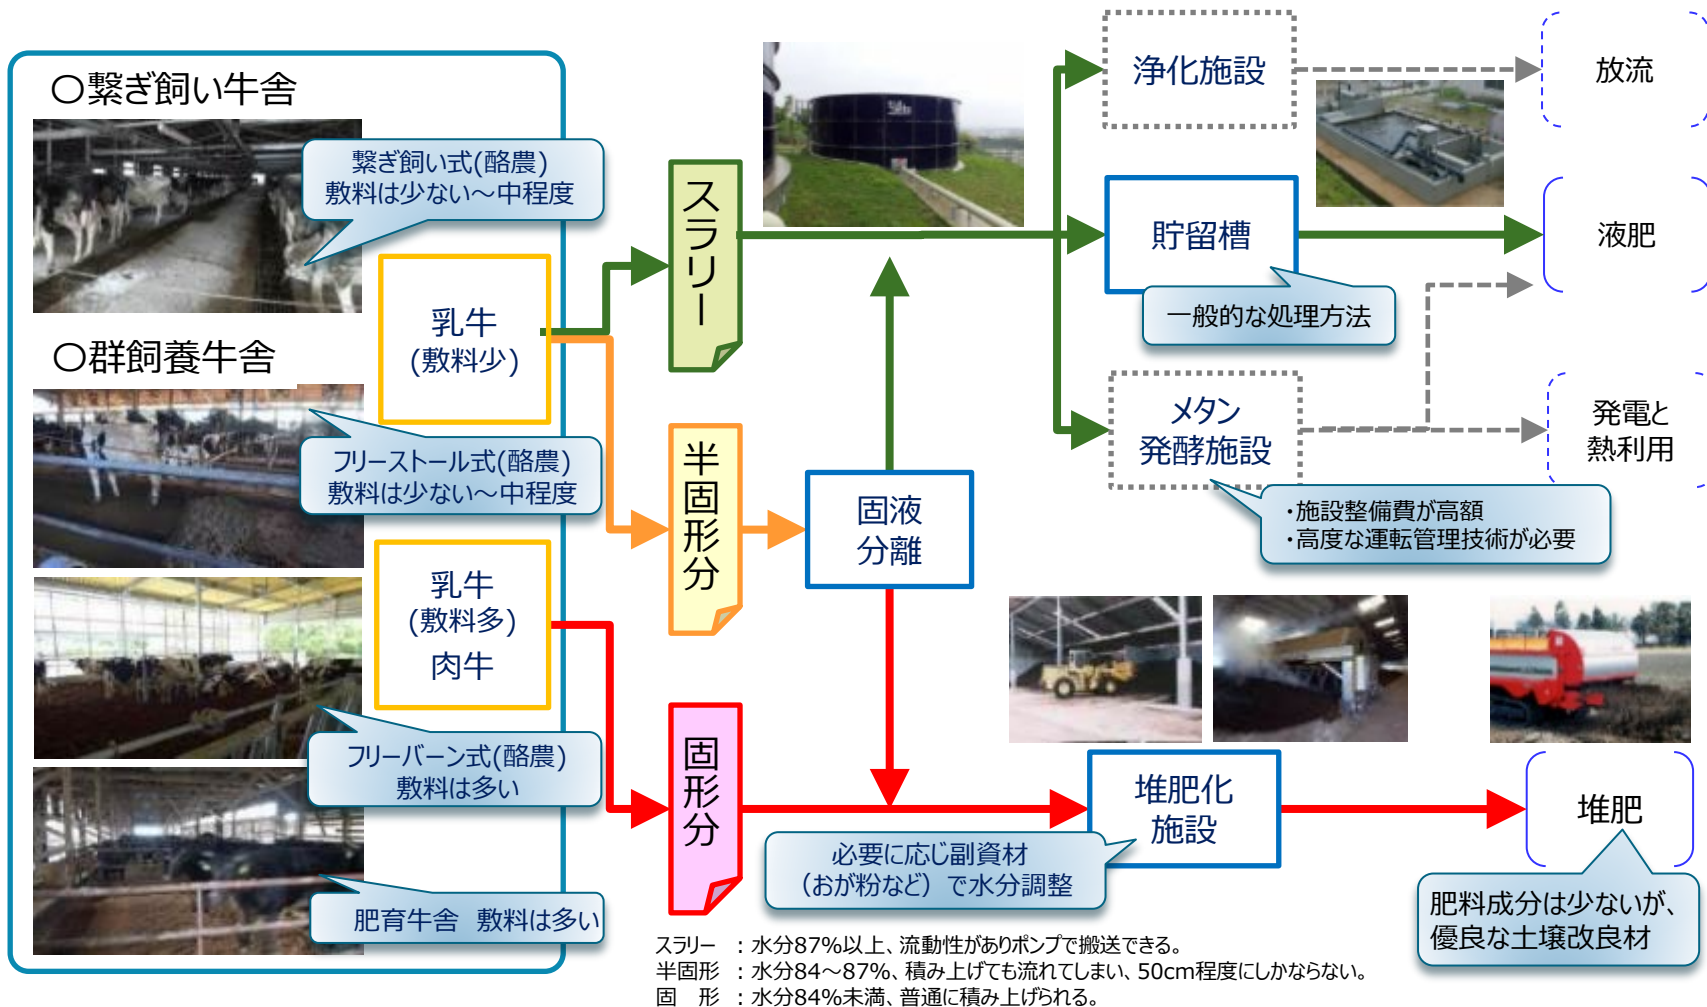 〇繋ぎ飼い牛舎
繋ぎ飼い式(酪農)
敷料は少ない～中程度
乳牛
(敷料少)
〇群飼養牛舎
フリーストール式(酪農)
敷料は少ない～中程度
乳牛
(敷料多)
肉牛
フリーバーン式(酪農)
敷料は多い
肥育牛舎 敷料は多い
スラリー
半固形分
固形分
固液
分離
浄化施設
放流
貯留槽
一般的な処理方法
液肥
メタン
発酵施設
・施設整備費が高額
・高度な運転管理技術が必要
発電と
熱利用
堆肥化
施設
必要に応じ副資材
（おが粉など）で水分調整
堆肥
肥料成分は少ないが、
優良な土壌改良材
スラリー ：水分87%以上、流動性がありポンプで搬送できる。
半固形 ：水分84～87%、積み上げても流れてしまい、50cm程度にしかならない。
固 形 ：水分84%未満、普通に積み上げられる。